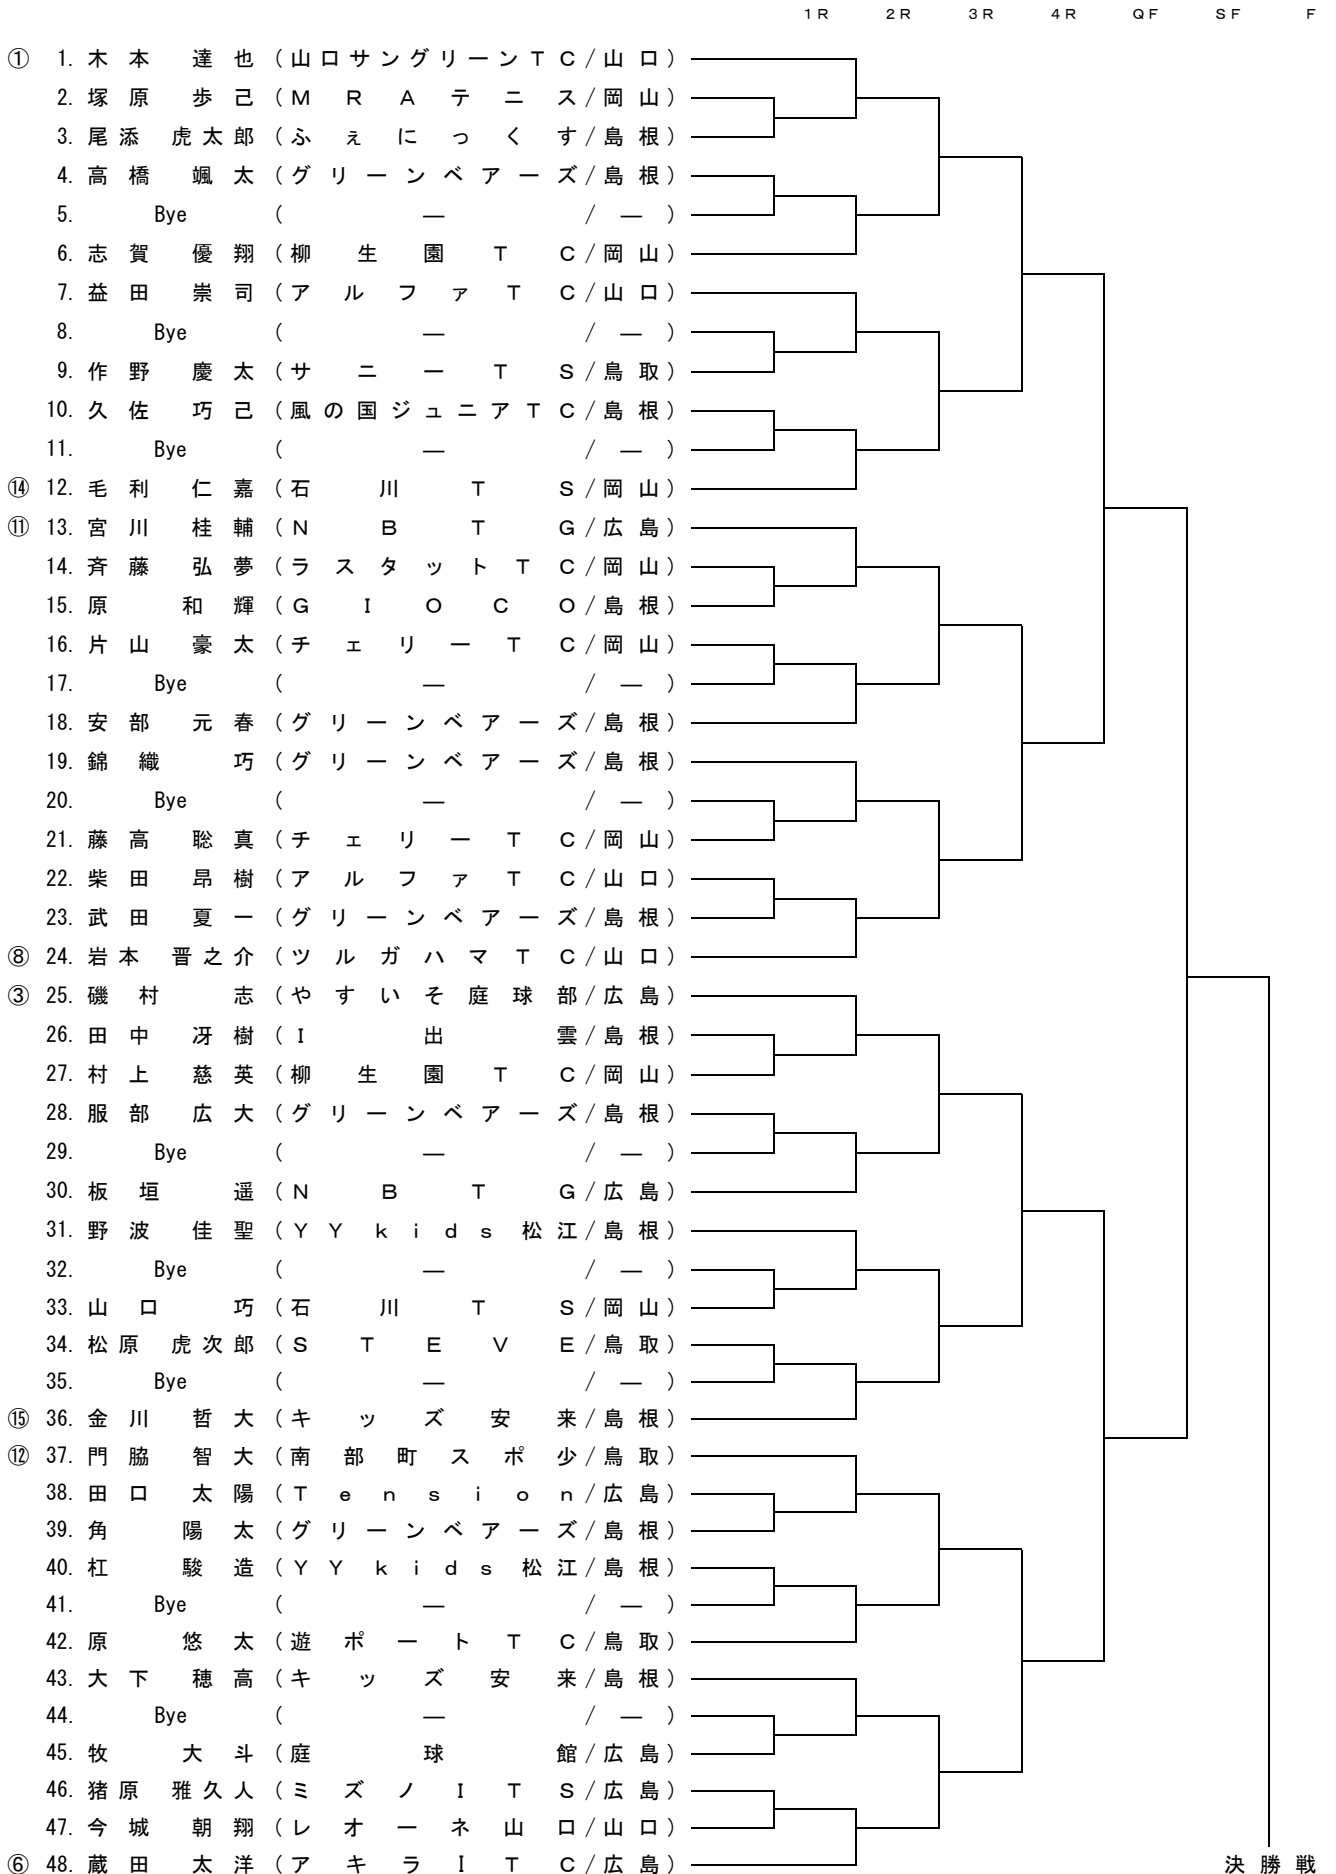 1R 2R 3R 4R QF SF F
① 1. 木本 達也 (山口サングリーンTC/山口)
2. 塚原 歩己 (MRAテニス/岡山)
3. 尾添 虎太郎 (ふぇにっくす/島根)
4. 高橋 颯太 (グリーンベアーズ/島根)
5. Bye ( ― / ― )
6. 志賀 優翔 (柳生園TC/岡山)
7. 益田 崇司 (アルファTC/山口)
8. Bye ( ― / ― )
9. 作野 慶太 (サニーTS/鳥取)
10. 久佐 巧己 (風の国ジュニアTC/島根)
11. Bye ( ― / ― )
⑭ 12. 毛利 仁嘉 (石川TS/岡山)
⑪ 13. 宮川 桂輔 (NBTG/広島)
14. 斉藤 弘夢 (ラスタットTC/岡山)
15. 原 和輝 (GIOCO/島根)
16. 片山 豪太 (チェリーTC/岡山)
17. Bye ( ― / ― )
18. 安部 元春 (グリーンベアーズ/島根)
19. 錦織 巧 (グリーンベアーズ/島根)
20. Bye ( ― / ― )
21. 藤高 聡真 (チェリーTC/岡山)
22. 柴田 昂樹 (アルファTC/山口)
23. 武田 夏一 (グリーンベアーズ/島根)
⑧ 24. 岩本 晋之介 (ツルガハマTC/山口)
③ 25. 磯村 志 (やすいそ庭球部/広島)
26. 田中 冴樹 (I出雲/島根)
27. 村上 慈英 (柳生園TC/岡山)
28. 服部 広大 (グリーンベアーズ/島根)
29. Bye ( ― / ― )
30. 板垣 遥 (NBTG/広島)
31. 野波 佳聖 (YYkids松江/島根)
32. Bye ( ― / ― )
33. 山口 巧 (石川TS/岡山)
34. 松原 虎次郎 (STEVE/鳥取)
35. Bye ( ― / ― )
⑮ 36. 金川 哲大 (キッズ安来/島根)
⑫ 37. 門脇 智大 (南部町スポ少/鳥取)
38. 田口 太陽 (Tension/広島)
39. 角 陽太 (グリーンベアーズ/島根)
40. 杠 駿造 (YYkids松江/島根)
41. Bye ( ― / ― )
42. 原 悠太 (遊ポートTC/鳥取)
43. 大下 穂高 (キッズ安来/島根)
44. Bye ( ― / ― )
45. 牧 大斗 (庭球館/広島)
46. 猪原 雅久人 (ミズノITS/広島)
47. 今城 朝翔 (レオーネ山口/山口)
⑥ 48. 蔵田 太洋 (アキラITC/広島) 決勝戦